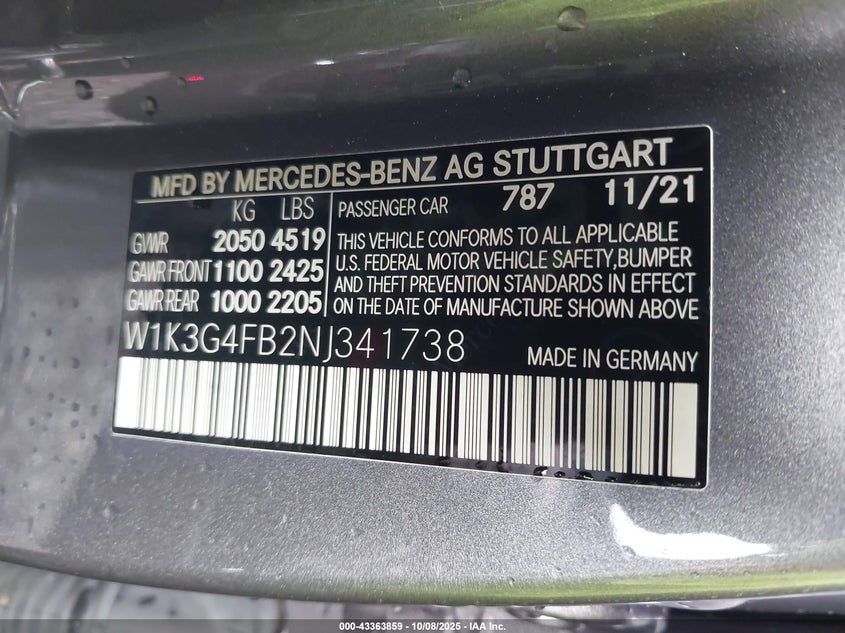 MFD BY MERCEDES-BENZ AG STUTTGART
KG LBS
GVWR 2050 4519
GAWR FRONT 1100 2425
GAWR REAR 1000 2205
PASSENGER CAR 787 11/21
THIS VEHICLE CONFORMS TO ALL APPLICABLE
U.S. FEDERAL MOTOR VEHICLE SAFETY,BUMPER
AND THEFT PREVENTION STANDARDS IN EFFECT
ON THE DATE OF MANUFACTURE SHOWN ABOVE
W1K3G4FB2NJ341738
MADE IN GERMANY
000-43363859 - 10/08/2025 - IAA Inc.